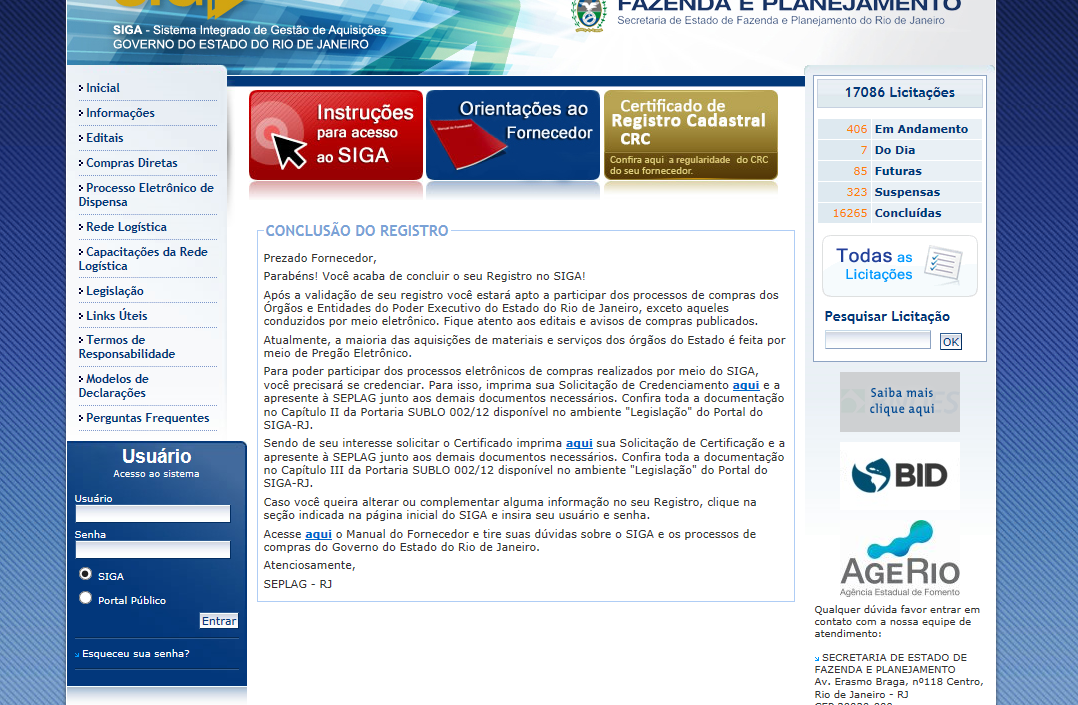 FAZENDA E PLANEJAMENTO
Secretaria de Estado de Fazenda e Planejamento do Rio de Janeiro
SIGA - Sistema Integrado de Gestão de Aquisições
GOVERNO DO ESTADO DO RIO DE JANEIRO
Inicial
Informações
Editais
Compras Diretas
Processo Eletrônico de
Dispensa
Rede Logística
Capacitações da Rede
Logística
Legislação
Links Úteis
Termos de
Responsabilidade
Modelos de
Declarações
Perguntas Frequentes
Usuário
Acesso ao sistema
Usuário
Senha
SIGA
Portal Público
Entrar
Esqueceu sua senha?
Instruções
para acesso
ao SIGA
Orientações ao
Fornecedor
Certificado de
Registro Cadastral
CRC
Confira aqui a regularidade do CRC
do seu fornecedor.
CONCLUSÃO DO REGISTRO
Prezado Fornecedor,
Parabéns! Você acaba de concluir o seu Registro no SIGA!
Após a validação de seu registro você estará apto a participar dos processos de compras dos
Órgãos e Entidades do Poder Executivo do Estado do Rio de Janeiro, exceto aqueles
conduzidos por meio eletrônico. Fique atento aos editais e avisos de compras publicados.
Atualmente, a maioria das aquisições de materiais e serviços dos órgãos do Estado é feita por
meio de Pregão Eletrônico.
Para poder participar dos processos eletrônicos de compras realizados por meio do SIGA,
você precisará se credenciar. Para isso, imprima sua Solicitação de Credenciamento aqui e a
apresente à SEPLAG junto aos demais documentos necessários. Confira toda a documentação
no Capítulo II da Portaria SUBLO 002/12 disponível no ambiente "Legislação" do Portal do
SIGA-RJ.
Sendo de seu interesse solicitar o Certificado imprima aqui sua Solicitação de Certificação e a
apresente à SEPLAG junto aos demais documentos necessários. Confira toda a documentação
no Capítulo III da Portaria SUBLO 002/12 disponível no ambiente "Legislação" do Portal do
SIGA-RJ.
Caso você queira alterar ou complementar alguma informação no seu Registro, clique na
seção indicada na página inicial do SIGA e insira seu usuário e senha.
Acesse aqui o Manual do Fornecedor e tire suas dúvidas sobre o SIGA e os processos de
compras do Governo do Estado do Rio de Janeiro.
Atenciosamente,
SEPLAG - RJ
17086 Licitações
406 Em Andamento
7 Do Dia
85 Futuras
323 Suspensas
16265 Concluídas
Todas as
Licitações
Pesquisar Licitação
OK
Saiba mais
clique aqui
BID
AGERIO
Agência Estadual de Fomento
Qualquer dúvida favor entrar em
contato com a nossa equipe de
atendimento:
SECRETARIA DE ESTADO DE
FAZENDA E PLANEJAMENTO
Av. Erasmo Braga, nº118 Centro,
Rio de Janeiro - RJ